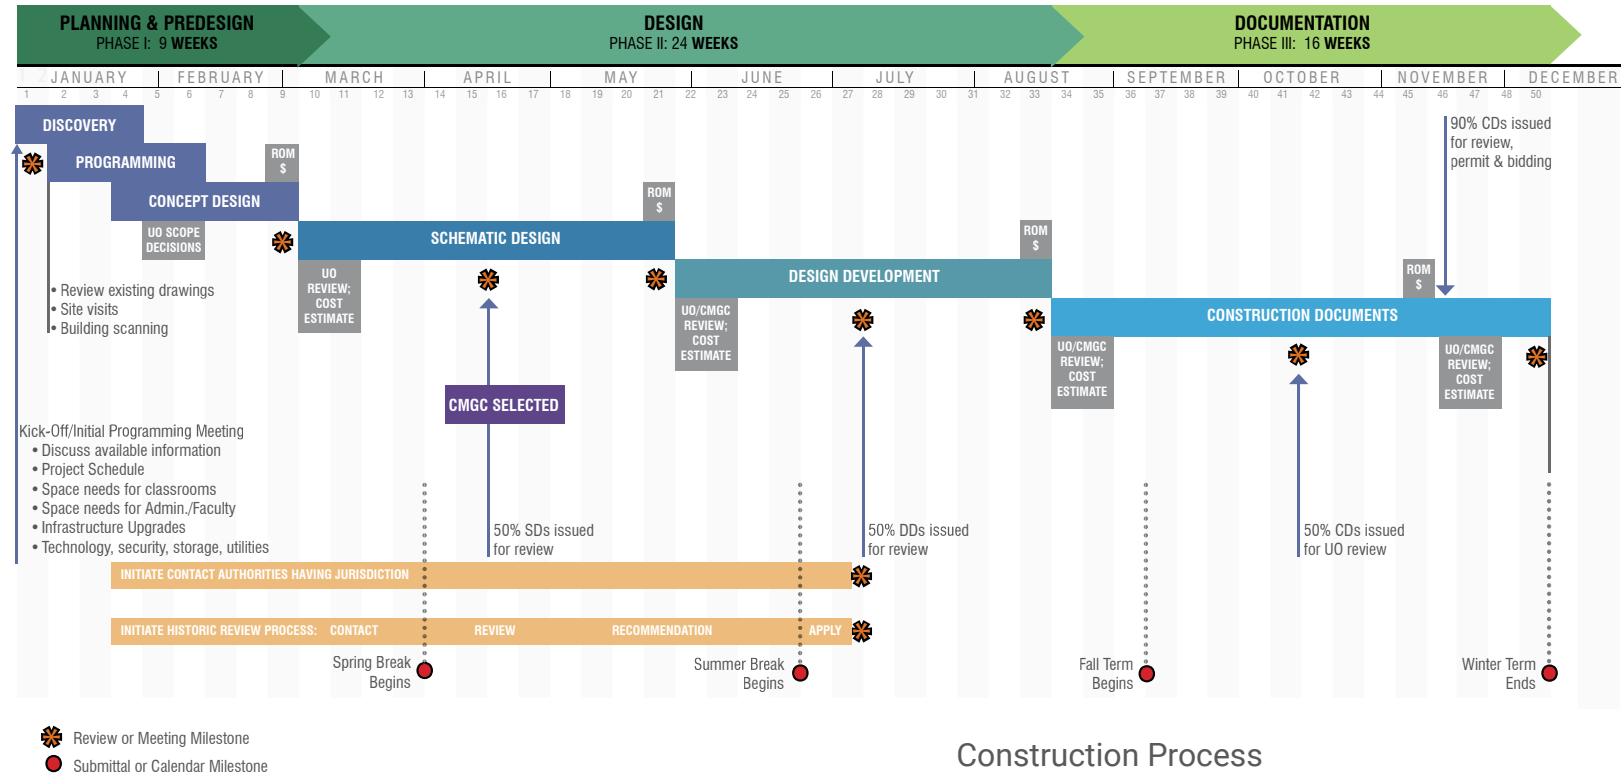 PLANNING & PREDESIGN
PHASE I: 9 WEEKS
DESIGN
PHASE II: 24 WEEKS
DOCUMENTATION
PHASE III: 16 WEEKS
JANUARY FEBRUARY MARCH APRIL MAY JUNE JULY AUGUST SEPTEMBER OCTOBER NOVEMBER DECEMBER
1 2 3 4 5 6 7 8 9 10 11 12 13 14 15 16 17 18 19 20 21 22 23 25 26 27 28 29 30 31 32 33 34 35 36 37 38 39 40 41 42 43 44 45 46 47 48 50
DISCOVERY
PROGRAMMING
ROM
$
CONCEPT DESIGN
UO SCOPE
DECISIONS
ROM
$
SCHEMATIC DESIGN
UO
REVIEW;
COST
ESTIMATE
ROM
$
DESIGN DEVELOPMENT
UO/CMGC
REVIEW;
COST
ESTIMATE
90% CDs issued
for review,
permit & bidding
ROM
$
CONSTRUCTION DOCUMENTS
UO/CMGC
REVIEW;
COST
ESTIMATE
UO/CMGC
REVIEW;
COST
ESTIMATE
• Review existing drawings
• Site visits
• Building scanning
CMGC SELECTED
Kick-Off/Initial Programming Meeting
• Discuss available information
• Project Schedule
• Space needs for classrooms
• Space needs for Admin./Faculty
• Infrastructure Upgrades
• Technology, security, storage, utilities
50% SDs issued
for review
50% DDs issued
for review
50% CDs issued
for UO review
INITIATE CONTACT AUTHORITIES HAVING JURISDICTION
INITIATE HISTORIC REVIEW PROCESS: CONTACT REVIEW RECOMMENDATION APPLY
Spring Break
Begins
Summer Break
Begins
Fall Term
Begins
Winter Term
Ends
Review or Meeting Milestone
Submittal or Calendar Milestone
Construction Process